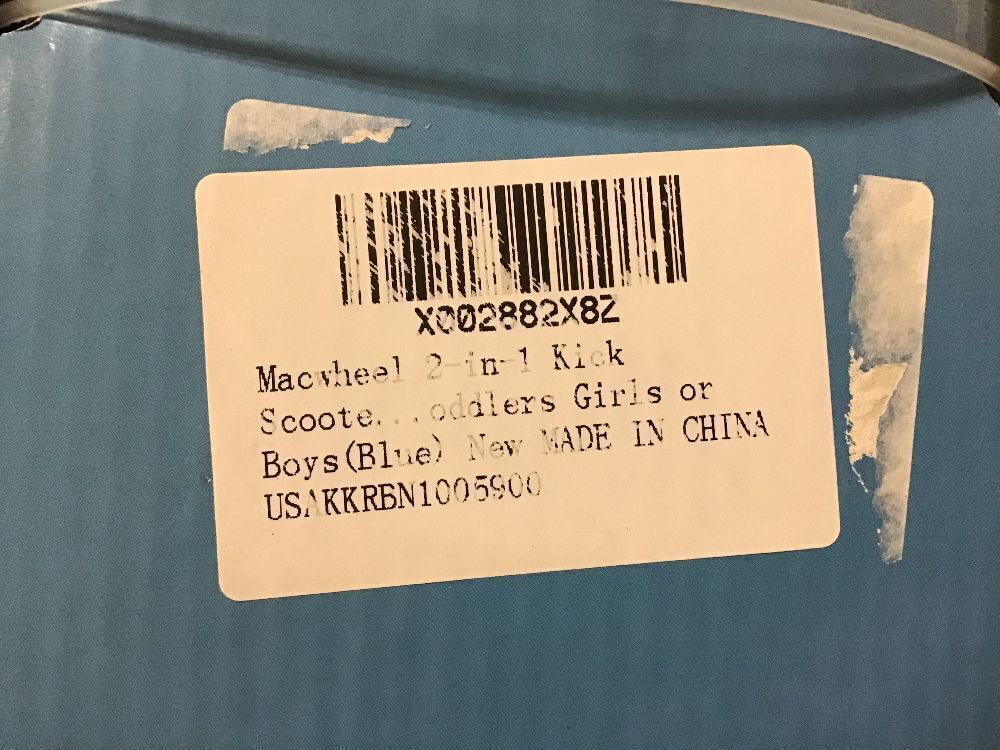 X002882X8Z
Macwheel 2-in-1 Kick
Scoote...oddlers Girls or
Boys(Blue) New MADE IN CHINA
USAKKRBN1005900